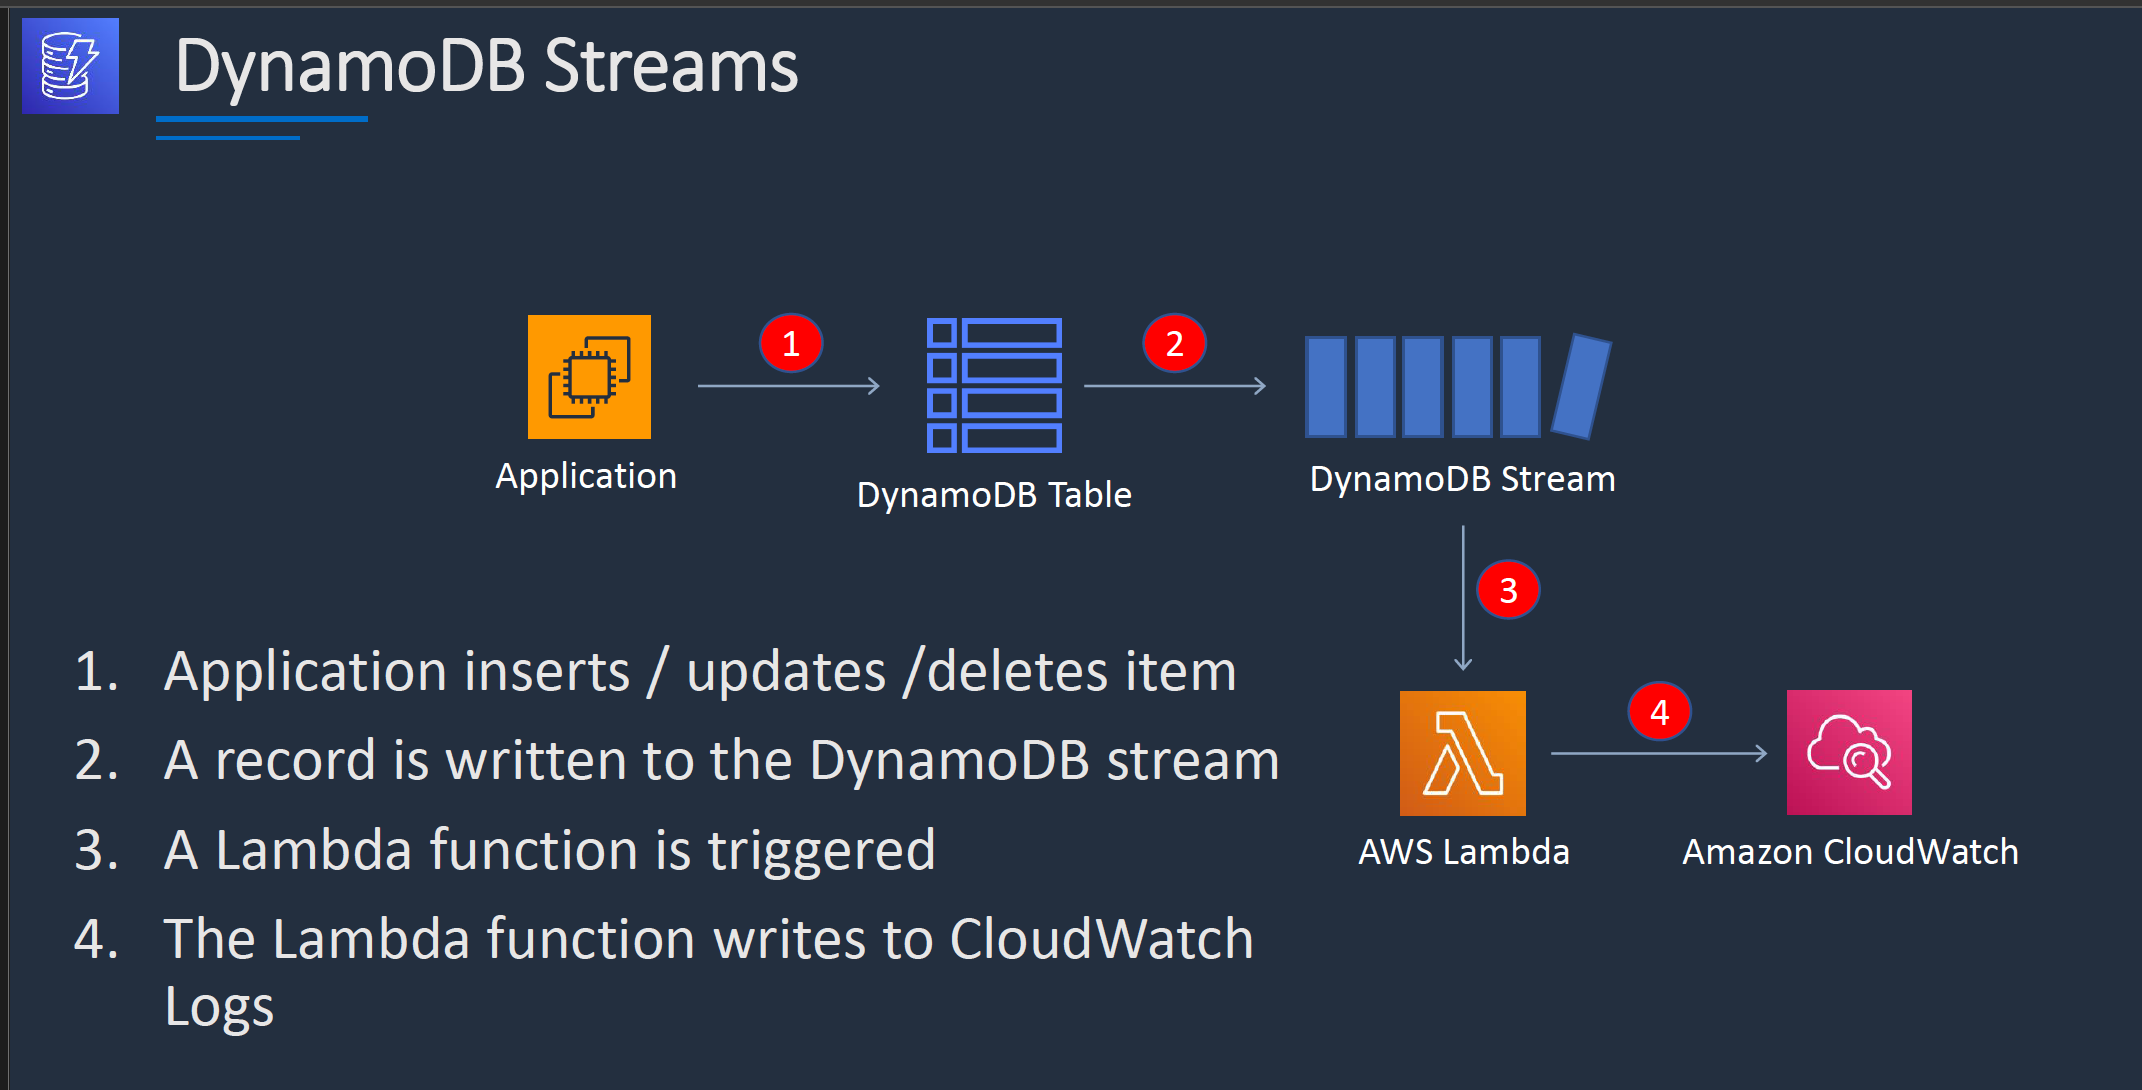 DynamoDB Streams
1
2
Application
DynamoDB Table
DynamoDB Stream
3
1. Application inserts / updates /deletes item
2. A record is written to the DynamoDB stream
3. A Lambda function is triggered
4. The Lambda function writes to CloudWatch
Logs
4
AWS Lambda
Amazon CloudWatch